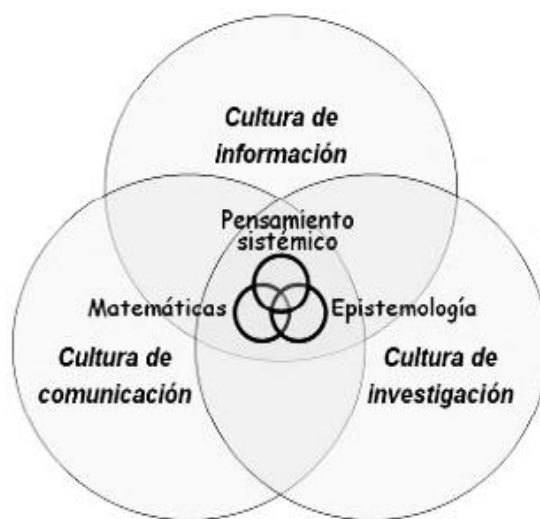 Cultura de
información
Pensamiento
sistémico
Matemáticas
Epistemología
Cultura de
comunicación
Cultura de
investigación